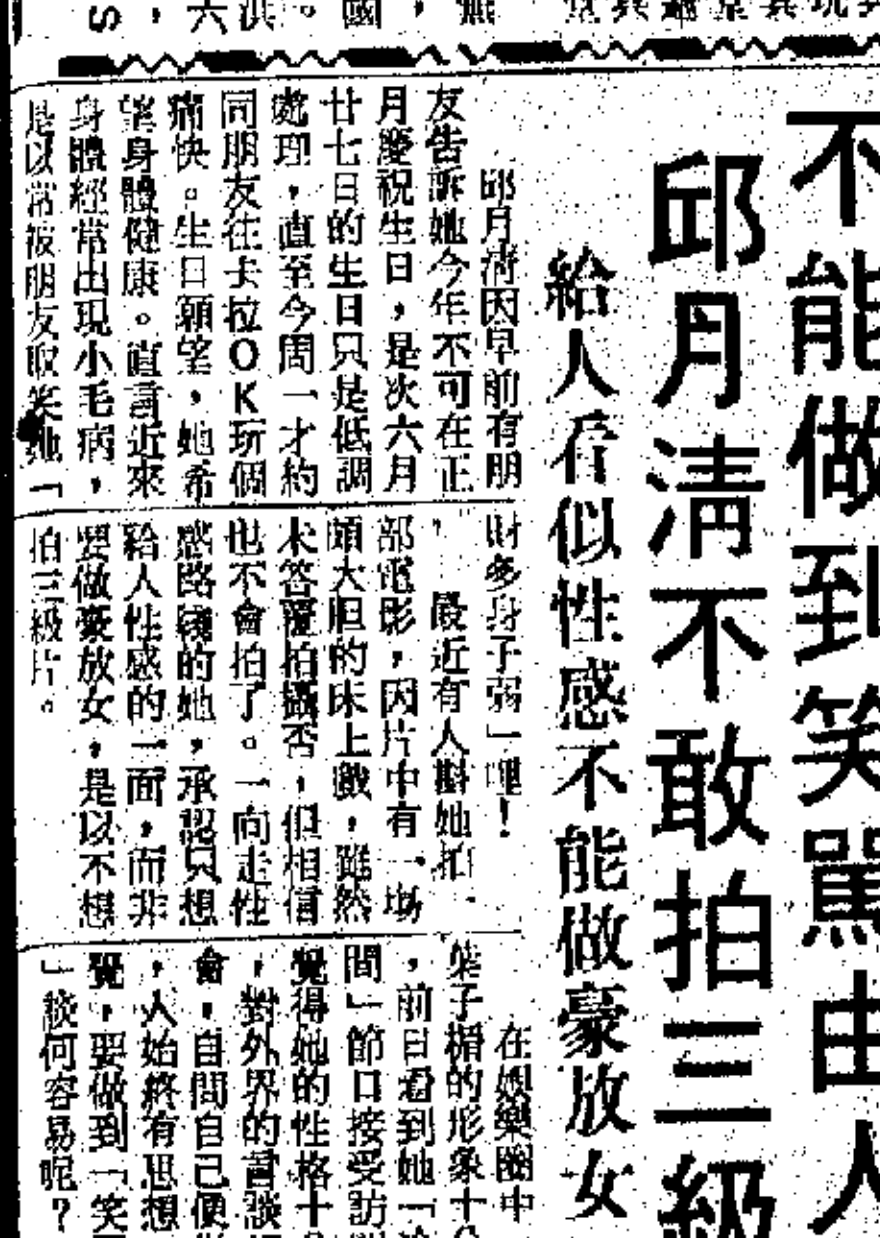 不能做到笑罵由人
邱月清不敢拍三級
給人看似性感不能做豪放女
邱月清因早前有朋
友告訴她今年不可在正
月慶祝生日，是次六月
廿七日的生日只是低調
處理，直至今周一才約
同朋友往卡拉OK玩個
痛快。生日願望，她希
望身體健康。直言近來
身體經常出現小毛病，
是以常被朋友取笑她「
財多身子弱」哩！
最近有人斟她拍一
部電影，因片中有一場
頗大胆的床上戲，雖然
未答覆拍攝否，但相信
也不會拍了。一向走性
感路綫的她，承認只想
給人性感的一面，而非
要做豪放女，是以不想
拍三級片。
在娛樂圈中
葉子楣的形象十
，前日看到她「
間」節目接受訪
覺得她的性格十
，對外界的言談
會，自問自己便
，人始終有思想
覺，要做到「笑
」談何容易呢？